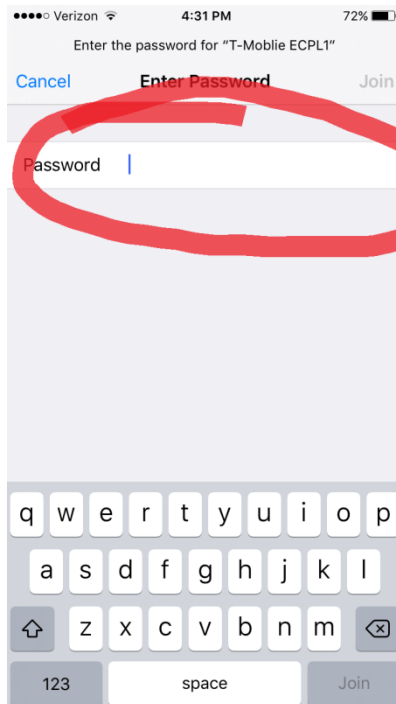 Verizon 4:31 PM 72%
Enter the password for “T-Moblie ECPL1”
Cancel Enter Password Join
Password
q w e r t y u i o p
a s d f g h j k l
z x c v b n m
123 space Join